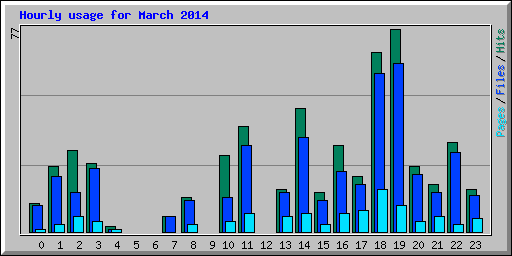 Hourly usage for March 2014
77
Pages/Files/Hits
0 1 2 3 4 5 6 7 8 9 10 11 12 13 14 15 16 17 18 19 20 21 22 23